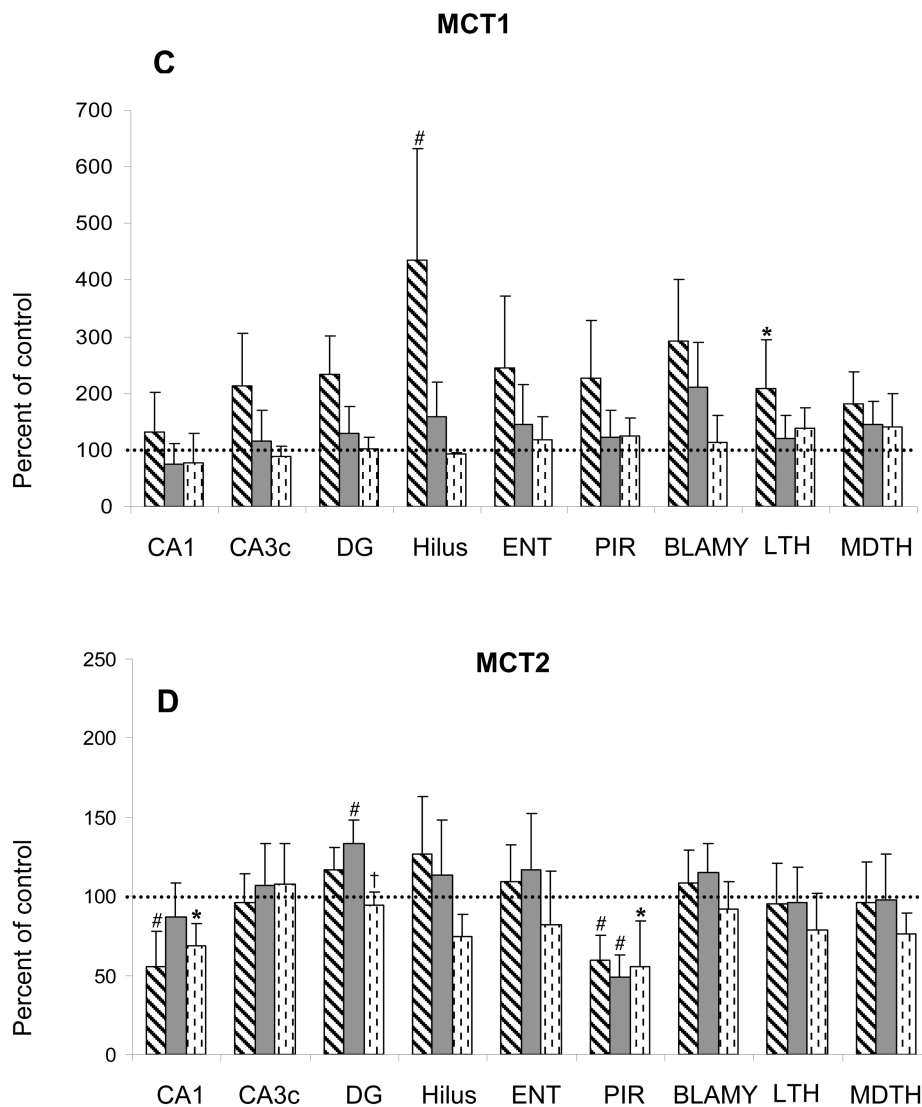 MCT1
C
700
#
600
500
400
*
300
200
100
0
Percent of control
CA1 CA3c DG Hilus ENT PIR BLAMY LTH MDTH
MCT2
250
D
200
150
#
†
100
# * # # *
50
0
Percent of control
CA1 CA3c DG Hilus ENT PIR BLAMY LTH MDTH